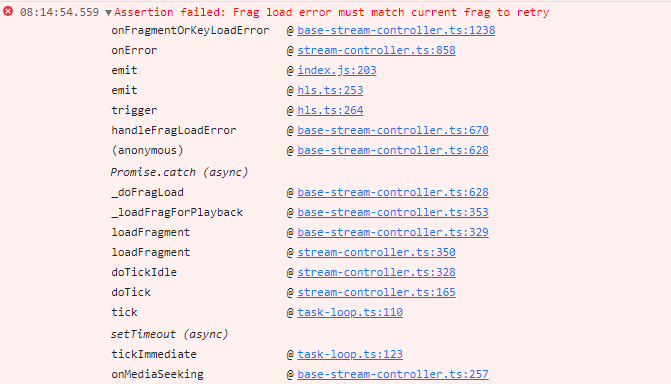 08:14:54.559 ▼Assertion failed: Frag load error must match current frag to retry
onFragmentOrKeyLoadError @ base-stream-controller.ts:1238
onError @ stream-controller.ts:858
emit @ index.js:203
emit @ hls.ts:253
trigger @ hls.ts:264
handleFragLoadError @ base-stream-controller.ts:670
(anonymous) @ base-stream-controller.ts:628
Promise.catch (async)
_doFragLoad @ base-stream-controller.ts:628
_loadFragForPlayback @ base-stream-controller.ts:353
loadFragment @ base-stream-controller.ts:329
loadFragment @ stream-controller.ts:350
doTickIdle @ stream-controller.ts:328
doTick @ stream-controller.ts:165
tick @ task-loop.ts:110
setTimeout (async)
tickImmediate @ task-loop.ts:123
onMediaSeeking @ base-stream-controller.ts:257